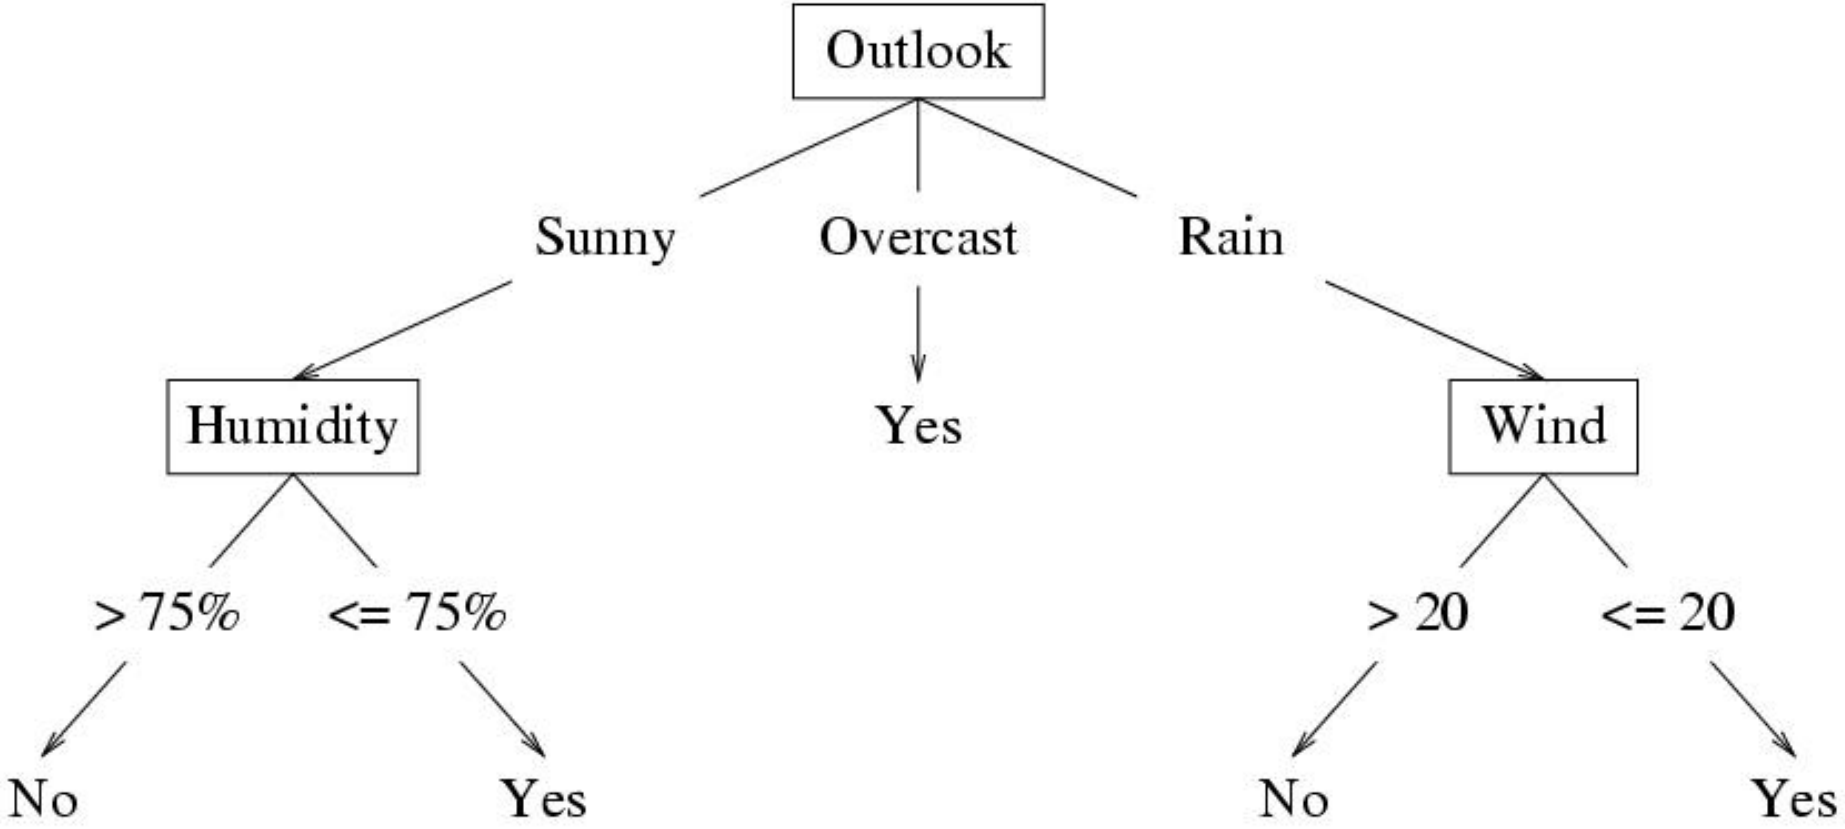 Outlook
Sunny Overcast Rain
Humidity Yes Wind
> 75% <= 75% > 20 <= 20
No Yes No Yes